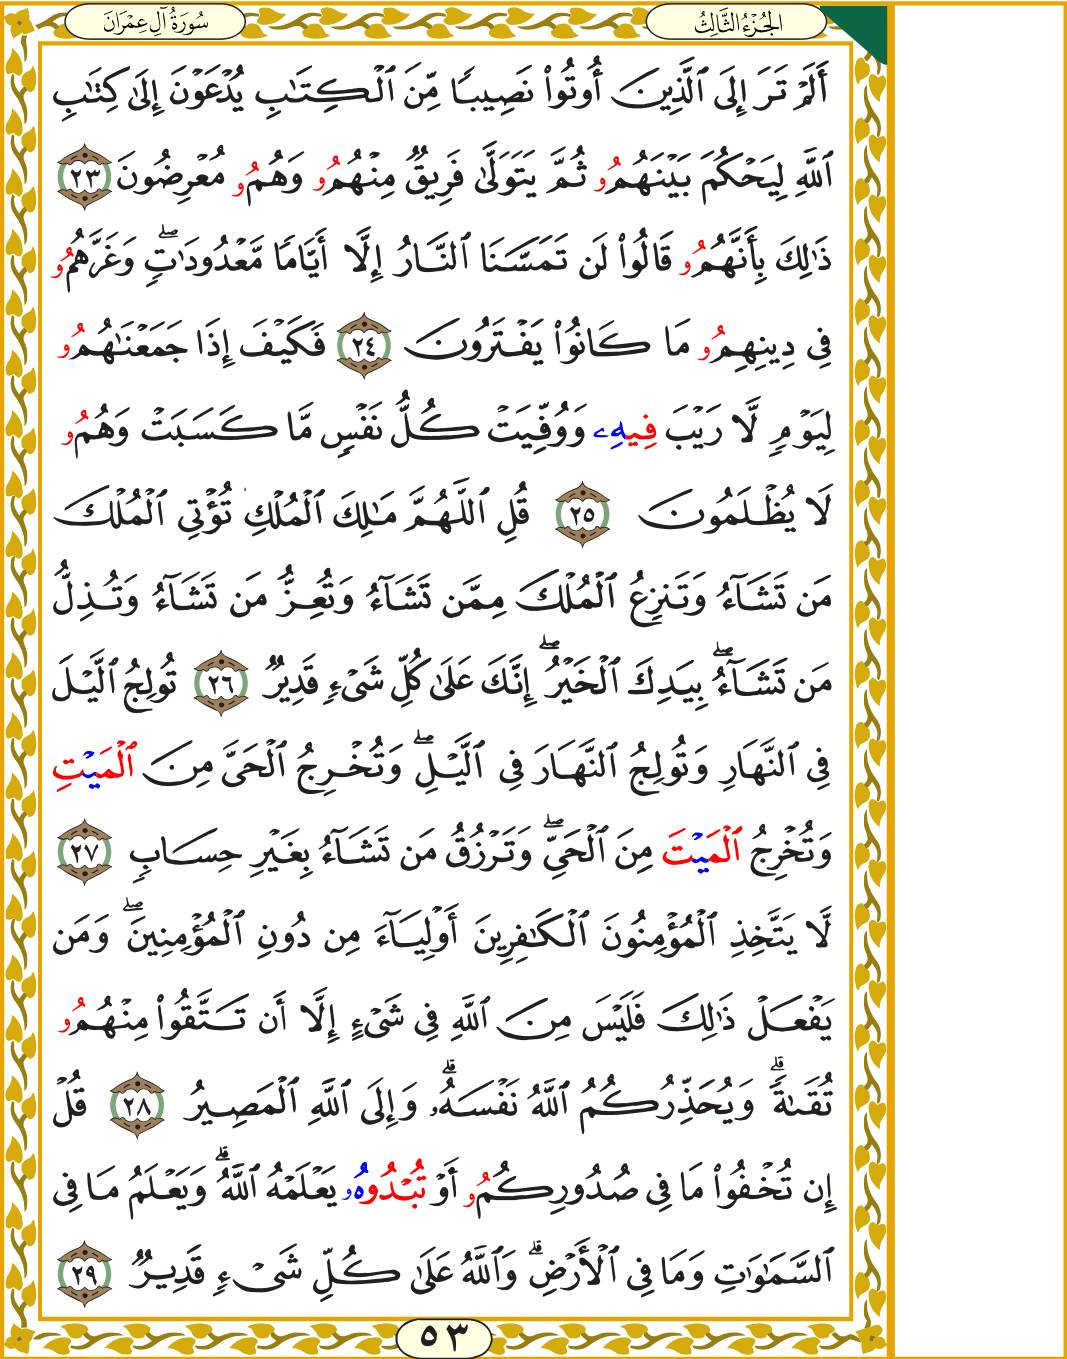 الجُزْءُ الثَّالِثُ
سُورَةُ آلِ عِمْرَانَ
أَلَمْ تَرَ إِلَى ٱلَّذِينَ أُوتُوا۟ نَصِيبًا مِّنَ ٱلْكِتَٰبِ يُدْعَوْنَ إِلَىٰ كِتَٰبِ
ٱللَّهِ لِيَحْكُمَ بَيْنَهُمُۥ ثُمَّ يَتَوَلَّىٰ فَرِيقٌ مِّنْهُمُۥ وَهُمُۥ مُعْرِضُونَ ٢٣
ذَٰلِكَ بِأَنَّهُمُۥ قَالُوا۟ لَن تَمَسَّنَا ٱلنَّارُ إِلَّا أَيَّامًا مَّعْدُودَٰتٍۖ وَغَرَّهُمُۥ
فِى دِينِهِمُۥ مَا كَانُوا۟ يَفْتَرُونَ ٢٤ فَكَيْفَ إِذَا جَمَعْنَٰهُمُۥ
لِيَوْمٍ لَّا رَيْبَ فِيهِۦ وَوُفِّيَتْ كُلُّ نَفْسٍ مَّا كَسَبَتْ وَهُمُۥ
لَا يُظْلَمُونَ ٢٥ قُلِ ٱللَّهُمَّ مَٰلِكَ ٱلْمُلْكِ تُؤْتِى ٱلْمُلْكَ
مَن تَشَآءُ وَتَنزِعُ ٱلْمُلْكَ مِمَّن تَشَآءُ وَتُعِزُّ مَن تَشَآءُ وَتُذِلُّ
مَن تَشَآءُۖ بِيَدِكَ ٱلْخَيْرُۖ إِنَّكَ عَلَىٰ كُلِّ شَىْءٍ قَدِيرٌ ٢٦ تُولِجُ ٱلَّيْلَ
فِى ٱلنَّهَارِ وَتُولِجُ ٱلنَّهَارَ فِى ٱلَّيْلِۖ وَتُخْرِجُ ٱلْحَىَّ مِنَ ٱلْمَيْتِ
وَتُخْرِجُ ٱلْمَيْتَ مِنَ ٱلْحَىِّۖ وَتَرْزُقُ مَن تَشَآءُ بِغَيْرِ حِسَابٍ ٢٧
لَّا يَتَّخِذِ ٱلْمُؤْمِنُونَ ٱلْكَٰفِرِينَ أَوْلِيَآءَ مِن دُونِ ٱلْمُؤْمِنِينَۖ وَمَن
يَفْعَلْ ذَٰلِكَ فَلَيْسَ مِنَ ٱللَّهِ فِى شَىْءٍ إِلَّا أَن تَتَّقُوا۟ مِنْهُمُۥ
تُقَىٰةًۗ وَيُحَذِّرُكُمُ ٱللَّهُ نَفْسَهُۥۗ وَإِلَى ٱللَّهِ ٱلْمَصِيرُ ٢٨ قُلْ
إِن تُخْفُوا۟ مَا فِى صُدُورِكُمُۥ أَوْ تُبْدُوهُۥ يَعْلَمْهُ ٱللَّهُۗ وَيَعْلَمُ مَا فِى
ٱلسَّمَٰوَٰتِ وَمَا فِى ٱلْأَرْضِۗ وَٱللَّهُ عَلَىٰ كُلِّ شَىْءٍ قَدِيرٌ ٢٩
٥٣